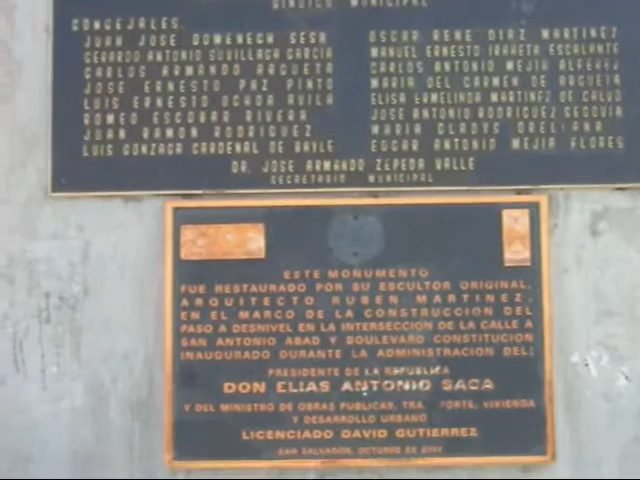 SINDICO MUNICIPAL
CONCEJALES.
JUAN JOSE DOMENECH SESA
GERARDO ANTONIO SUVILLAGA GARCIA
CARLOS ARMANDO ARGUETA
JOSE ERNESTO PAZ PINTO
LUIS ERNESTO OCHOA AVILA
ROMEO ESCOBAR RIVERA
JUAN RAMON RODRIGUEZ
LUIS GONZAGA CARDENAL DE BAYLE
OSCAR RENE DIAZ MARTINEZ
MANUEL ERNESTO IRAHETA ESCALANTE
CARLOS ANTONIO MEJIA ALFEREZ
MARIA DEL CARMEN DE ARGUETA
ELISA ERMELINDA MARTINEZ DE CALVO
JOSE ANTONIO RODRIGUEZ SEGOVIA
MARIA GLADYS ORELLANA
EDGAR ANTONIO MEJIA FLORES
DR. JOSE ARMANDO ZEPEDA VALLE
SECRETARIO MUNICIPAL
ESTE MONUMENTO
FUE RESTAURADO POR SU ESCULTOR ORIGINAL,
ARQUITECTO RUBEN MARTINEZ,
EN EL MARCO DE LA CONSTRUCCION DEL
PASO A DESNIVEL EN LA INTERSECCION DE LA CALLE A
SAN ANTONIO ABAD Y BOULEVARD CONSTITUCION
INAUGURADO DURANTE LA ADMINISTRACION DEL:
PRESIDENTE DE LA REPUBLICA
DON ELIAS ANTONIO SACA
Y DEL MINISTRO DE OBRAS PUBLICAS, VIVIENDA
Y DESARROLLO URBANO
LICENCIADO DAVID GUTIERREZ
SAN SALVADOR, OCTUBRE DE